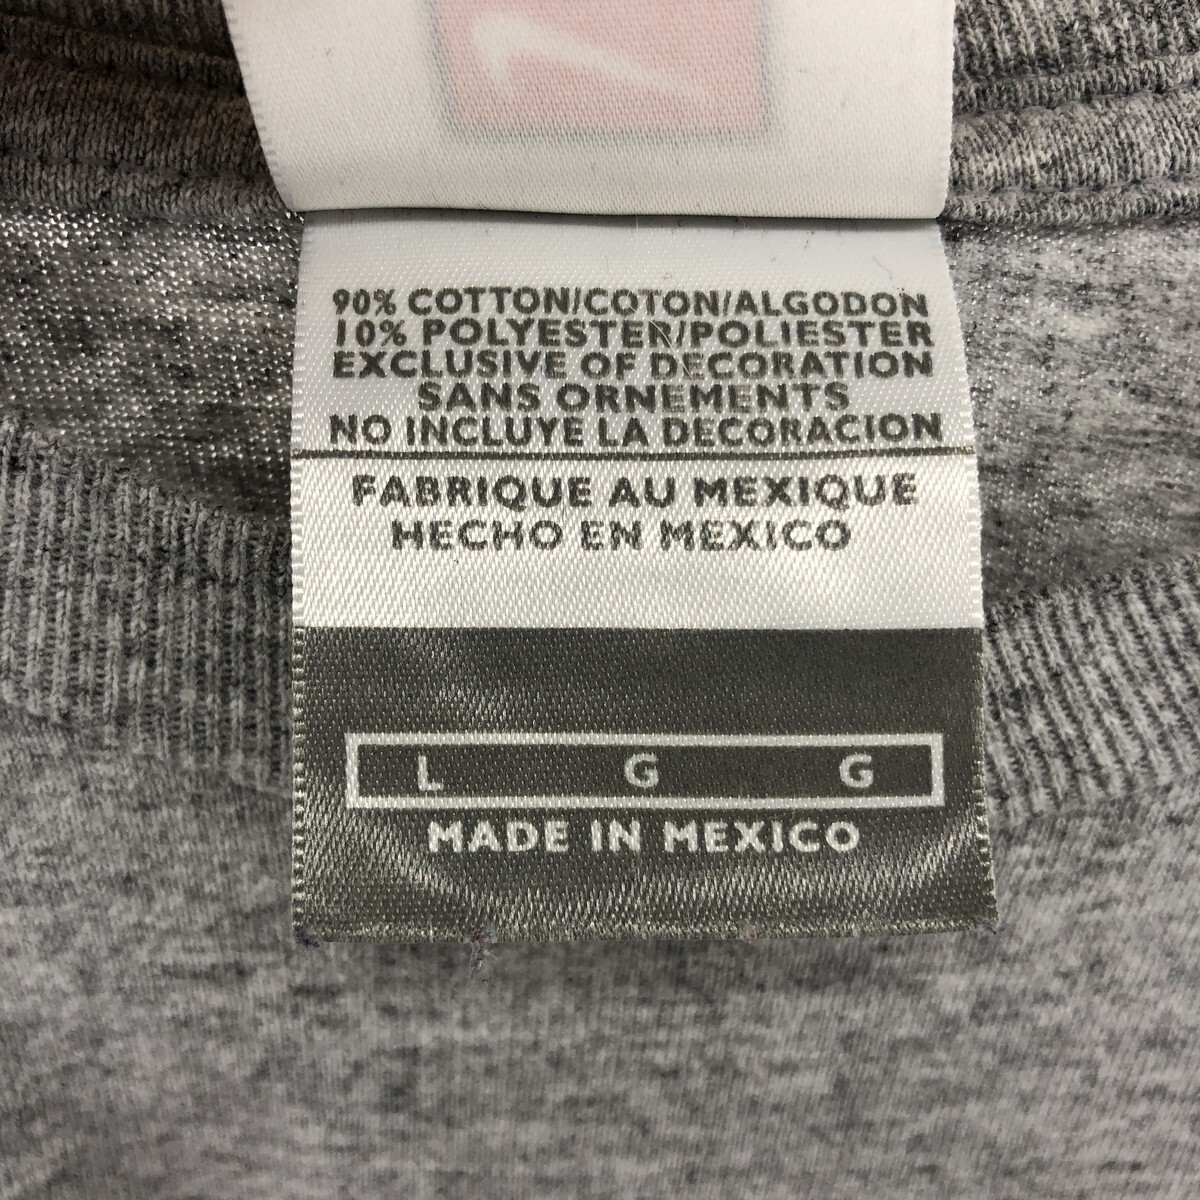 90% COTTON/COTON/ALGODON
10% POLYESTER/POLIESTER
EXCLUSIVE OF DECORATION
SANS ORNEMENTS
NO INCLUYE LA DECORACION
FABRIQUE AU MEXIQUE
HECHO EN MEXICO
L G G
MADE IN MEXICO